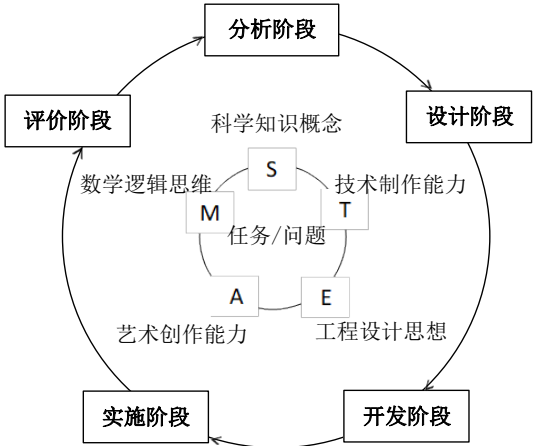 分析阶段
评价阶段
设计阶段
科学知识概念
S
数学逻辑思维
技术制作能力
M
T
任务/问题
A
E
艺术创作能力
工程设计思想
实施阶段
开发阶段